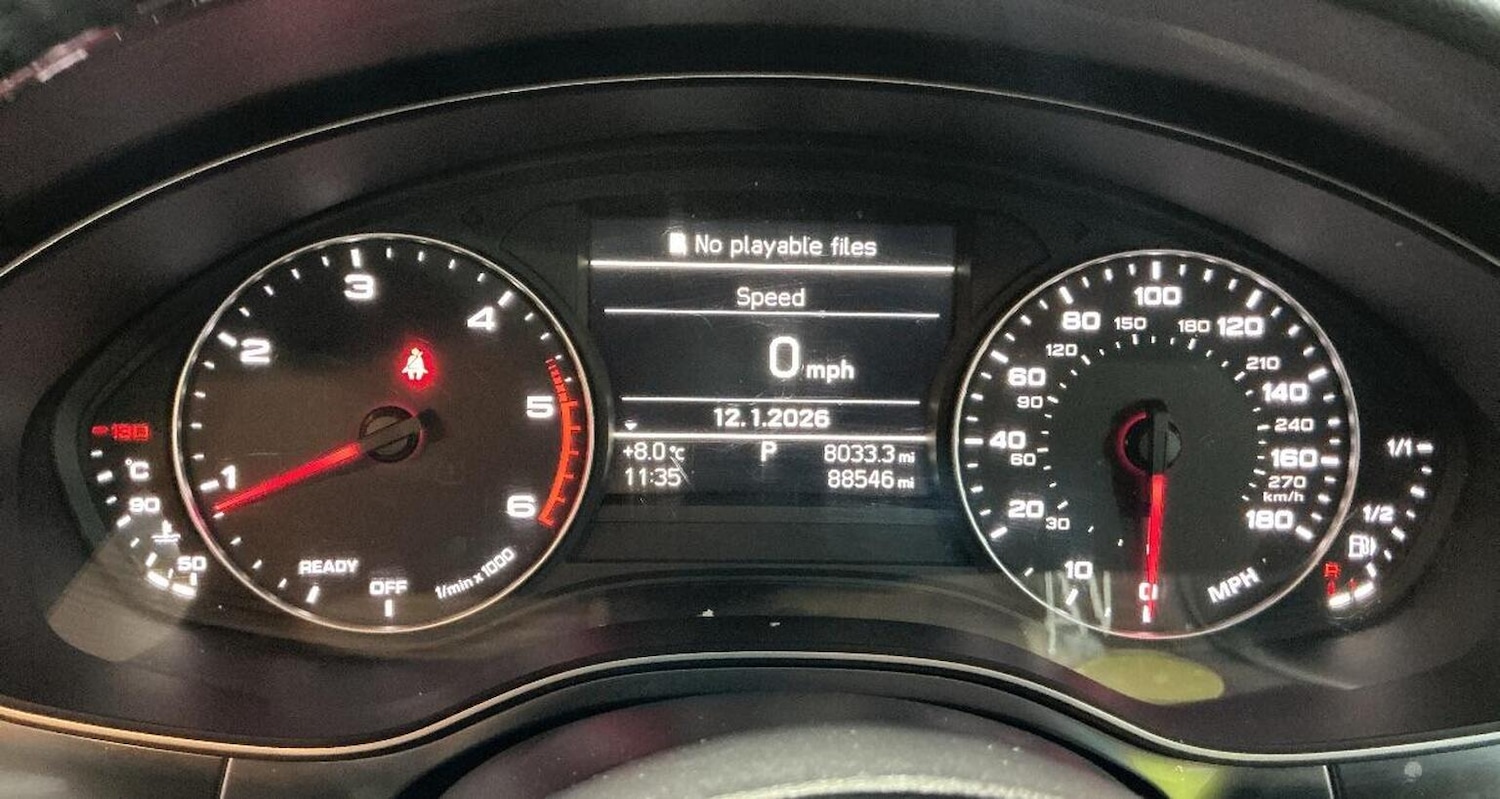 No playable files
Speed
0 mph
12.1.2026
+8.0 °C P 8033.3 mi
11:35 88546 mi
1
2
3
4
5
6
READY
OFF
1/min x 1000
130
°C
90
50
0
10
20
40
60
80
100
120
140
160
180
MPH
30
60
90
120
150
180
210
240
270
km/h
1/1
1/2
R